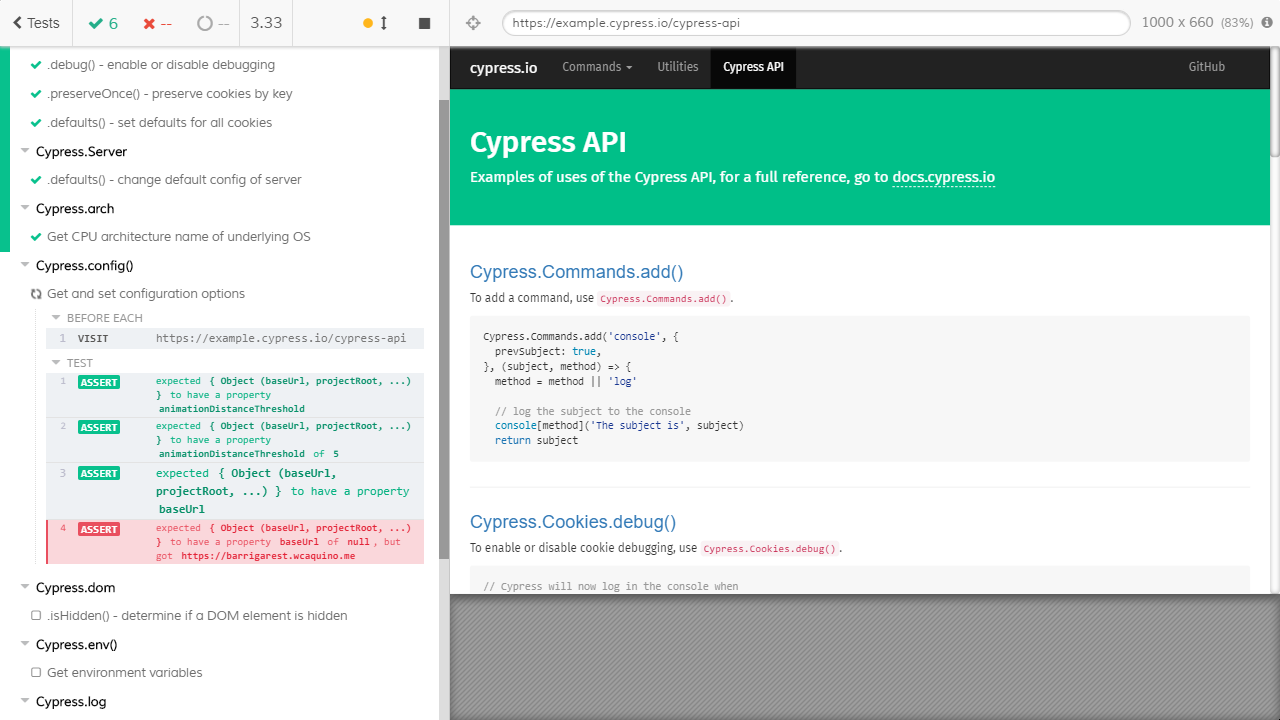 Tests
6
--
--
3.33
https://example.cypress.io/cypress-api
1000 x 660 (83%)
.debug() - enable or disable debugging
.preserveOnce() - preserve cookies by key
.defaults() - set defaults for all cookies
Cypress.Server
.defaults() - change default config of server
Cypress.arch
Get CPU architecture name of underlying OS
Cypress.config()
Get and set configuration options
BEFORE EACH
1 VISIT https://example.cypress.io/cypress-api
TEST
1 ASSERT expected { Object (baseUrl, projectRoot, ...)
} to have a property
animationDistanceThreshold
2 ASSERT expected { Object (baseUrl, projectRoot, ...)
} to have a property
animationDistanceThreshold of 5
3 ASSERT expected { Object (baseUrl,
projectRoot, ...) } to have a property
baseUrl
4 ASSERT expected { Object (baseUrl, projectRoot, ...)
} to have a property baseUrl of null, but
got https://barrigarest.wcaquino.me
Cypress.dom
.isHidden() - determine if a DOM element is hidden
Cypress.env()
Get environment variables
Cypress.log
cypress.io Commands Utilities Cypress API GitHub
Cypress API
Examples of uses of the Cypress API, for a full reference, go to docs.cypress.io
Cypress.Commands.add()
To add a command, use Cypress.Commands.add().
Cypress.Commands.add('console', {
prevSubject: true,
}, (subject, method) => {
method = method || 'log'
// log the subject to the console
console[method]('The subject is', subject)
return subject
Cypress.Cookies.debug()
To enable or disable cookie debugging, use Cypress.Cookies.debug().
// Cypress will now log in the console when